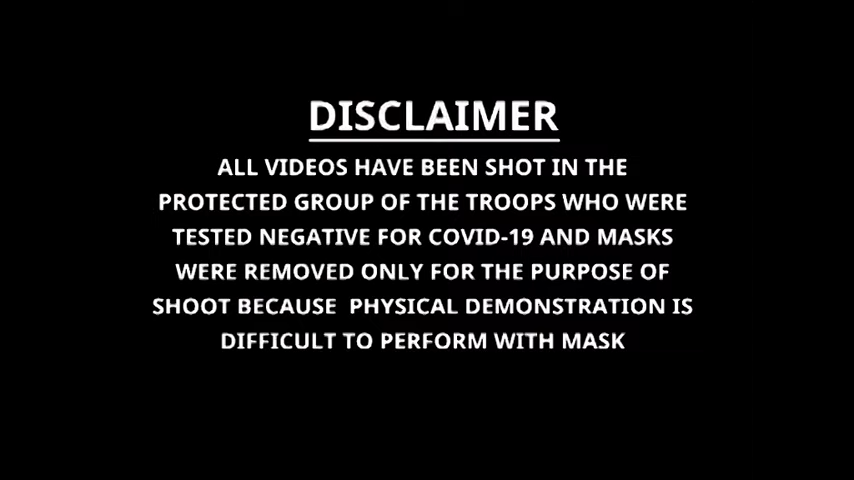 DISCLAIMER
ALL VIDEOS HAVE BEEN SHOT IN THE
PROTECTED GROUP OF THE TROOPS WHO WERE
TESTED NEGATIVE FOR COVID-19 AND MASKS
WERE REMOVED ONLY FOR THE PURPOSE OF
SHOOT BECAUSE PHYSICAL DEMONSTRATION IS
DIFFICULT TO PERFORM WITH MASK